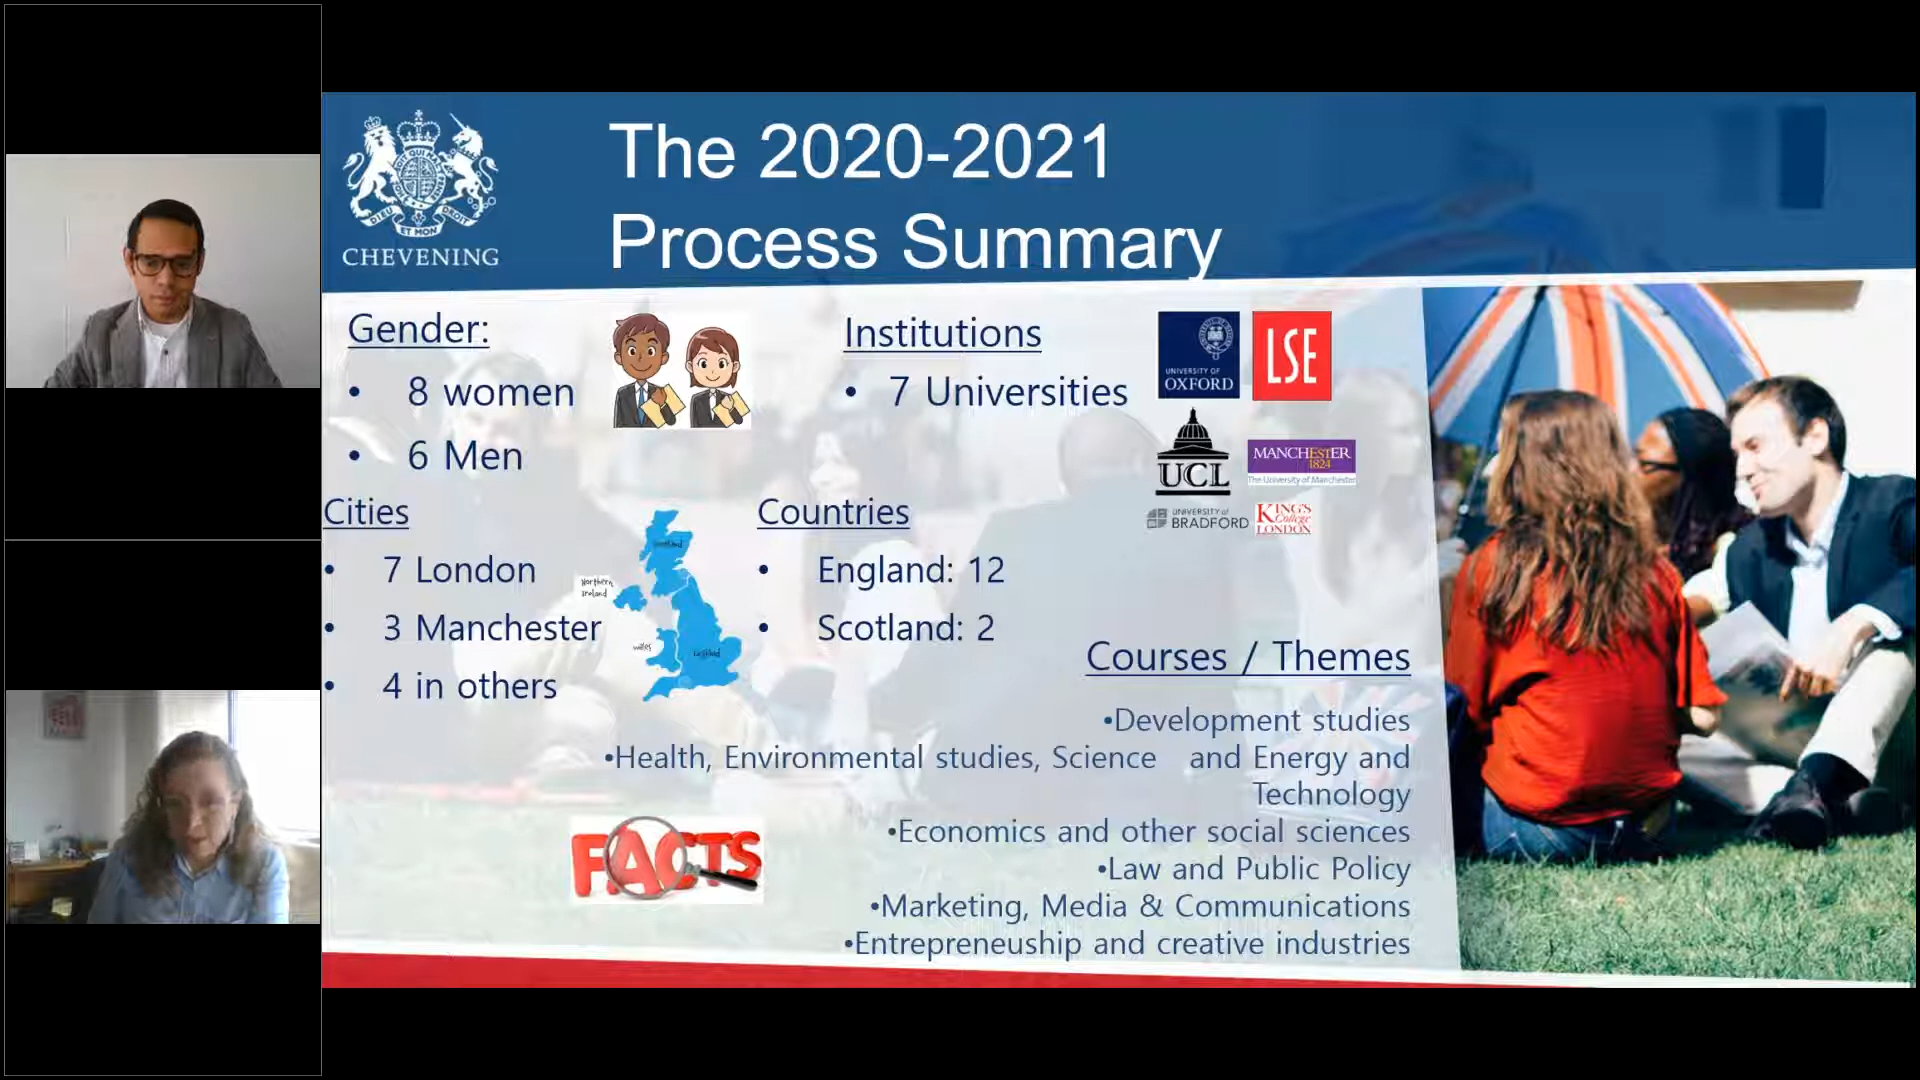 The 2020-2021
Process Summary
DIEU ET MON DROIT
CHEVENING
Gender:
• 8 women
• 6 Men
Institutions
• 7 Universities
UNIVERSITY OF
OXFORD
LSE
UCL
MANCHESTER
1824
The University of Manchester
UNIVERSITY of
BRADFORD
KING'S
College
LONDON
Cities
• 7 London
• 3 Manchester
• 4 in others
Scotland
Northern
Ireland
Wales
England
Countries
• England: 12
• Scotland: 2
Courses / Themes
•Development studies
•Health, Environmental studies, Science and Energy and
Technology
•Economics and other social sciences
•Law and Public Policy
•Marketing, Media & Communications
•Entrepreneuship and creative industries
FACTS